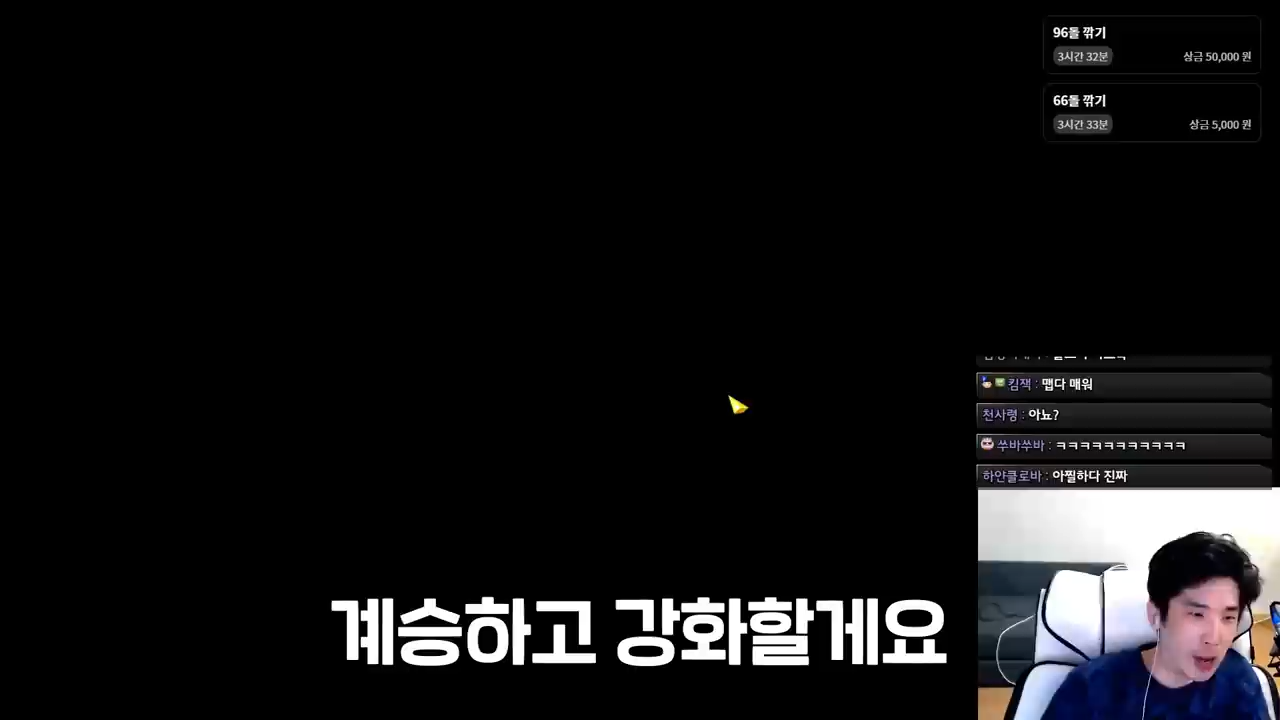 96돌 깎기
3시간 32분 상금 50,000 원
66돌 깎기
3시간 33분 상금 5,000 원
킴잭 : 맵다 매워
천사령 : 아뇨?
쑤바쑤바 : ㅋㅋㅋㅋㅋㅋㅋㅋㅋㅋㅋ
하얀클로바 : 아찔하다 진짜
계승하고 강화할게요